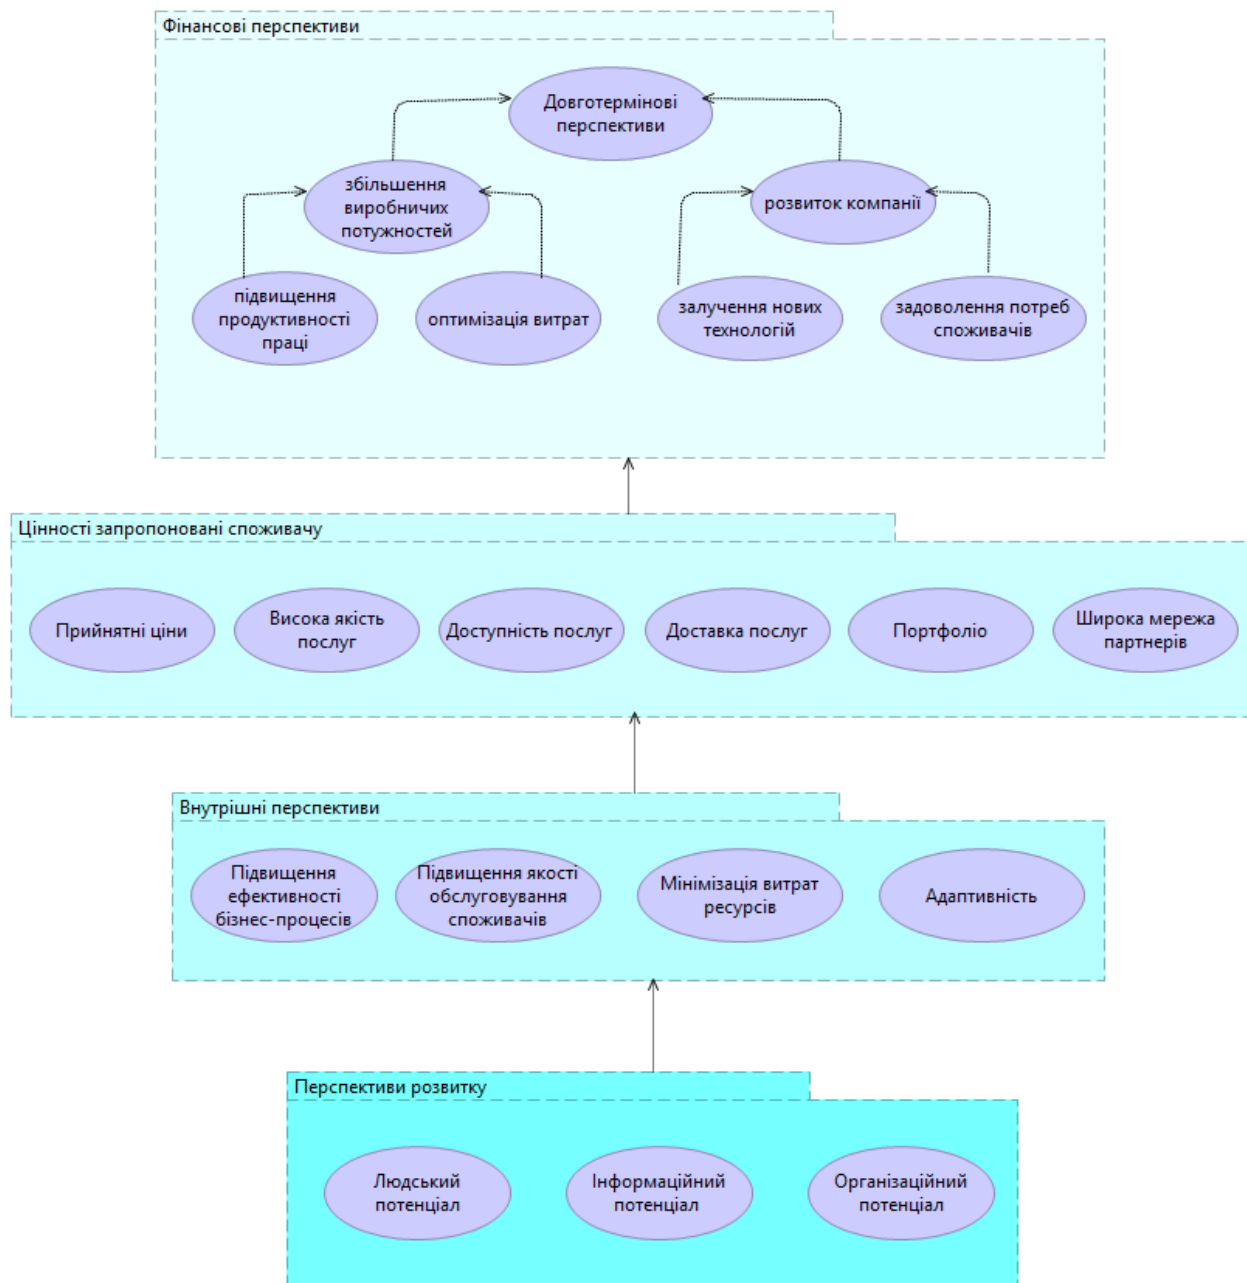 Фінансові перспективи
Довготермінові
перспективи
збільшення
виробничих
потужностей
розвиток компанії
підвищення
продуктивності
праці
оптимізація витрат
залучення нових
технологій
задоволення потреб
споживачів
Цінності запропоновані споживачу
Прийнятні ціни
Висока якість
послуг
Доступність послуг
Доставка послуг
Портфоліо
Широка мережа
партнерів
Внутрішні перспективи
Підвищення
ефективності
бізнес-процесів
Підвищення якості
обслуговування
споживачів
Мінімізація витрат
ресурсів
Адаптивність
Перспективи розвитку
Людський
потенціал
Інформаційний
потенціал
Організаційний
потенціал